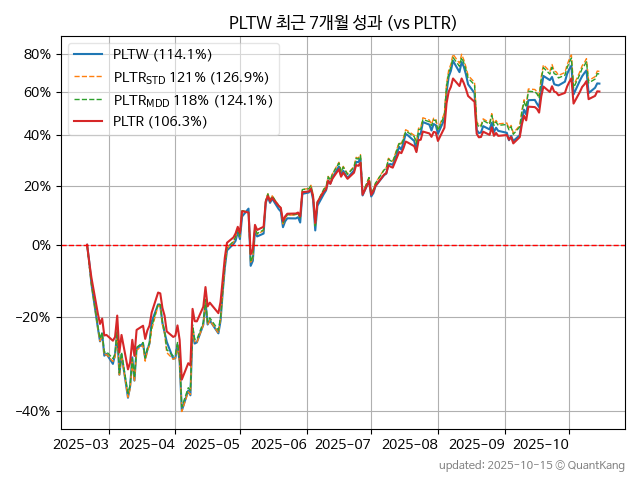 PLTW 최근 7개월 성과 (vs PLTR)
PLTW (114.1%)
PLTR_STD 121% (126.9%)
PLTR_MDD 118% (124.1%)
PLTR (106.3%)
80%
60%
40%
20%
0%
−20%
−40%
2025-03 2025-04 2025-05 2025-06 2025-07 2025-08 2025-09 2025-10
updated: 2025-10-15 © QuantKang